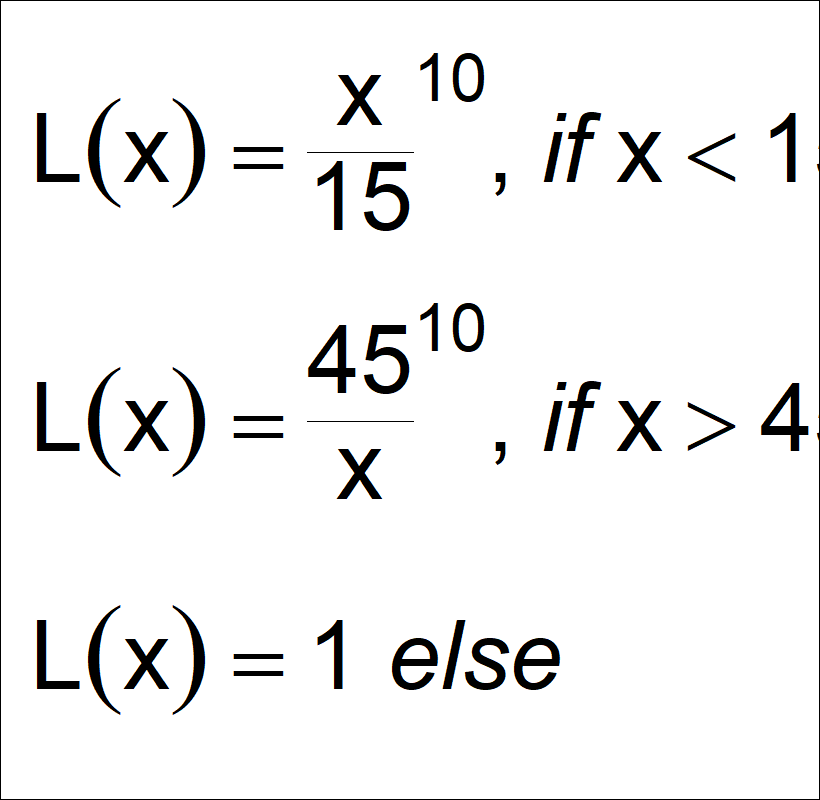 L(x) = x/15 ^10 , if x < 1
L(x) = 45/x ^10 , if x > 4
L(x) = 1 else